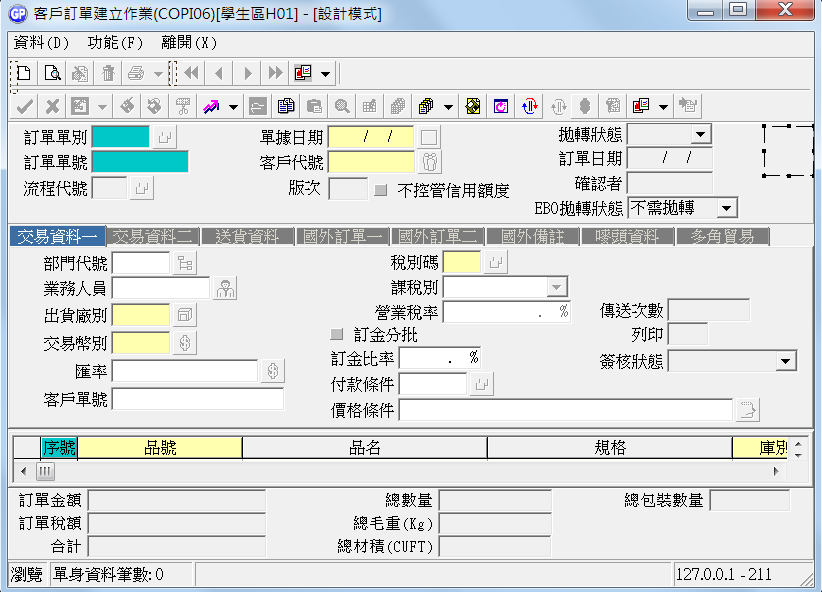 GP 客戶訂單建立作業(COPI06)[學生區H01] - [設計模式]
資料(D) 功能(F) 離開(X)
訂單單別 單據日期 / / 拋轉狀態
訂單單號 客戶代號 訂單日期 / /
流程代號 版次 不控管信用額度 確認者
EBO拋轉狀態 不需拋轉
交易資料一 交易資料二 送貨資料 國外訂單一 國外訂單二 國外備註 嘜頭資料 多角貿易
部門代號 稅別碼
業務人員 課稅別
出貨廠別 營業稅率 . % 傳送次數
交易幣別 訂金分批 列印
匯率 訂金比率 . % 簽核狀態
付款條件
客戶單號 價格條件
序號 品號 品名 規格 庫別
訂單金額 總數量 總包裝數量
訂單稅額 總毛重(Kg)
合計 總材積(CUFT)
瀏覽 單身資料筆數: 0 127.0.0.1 - 211